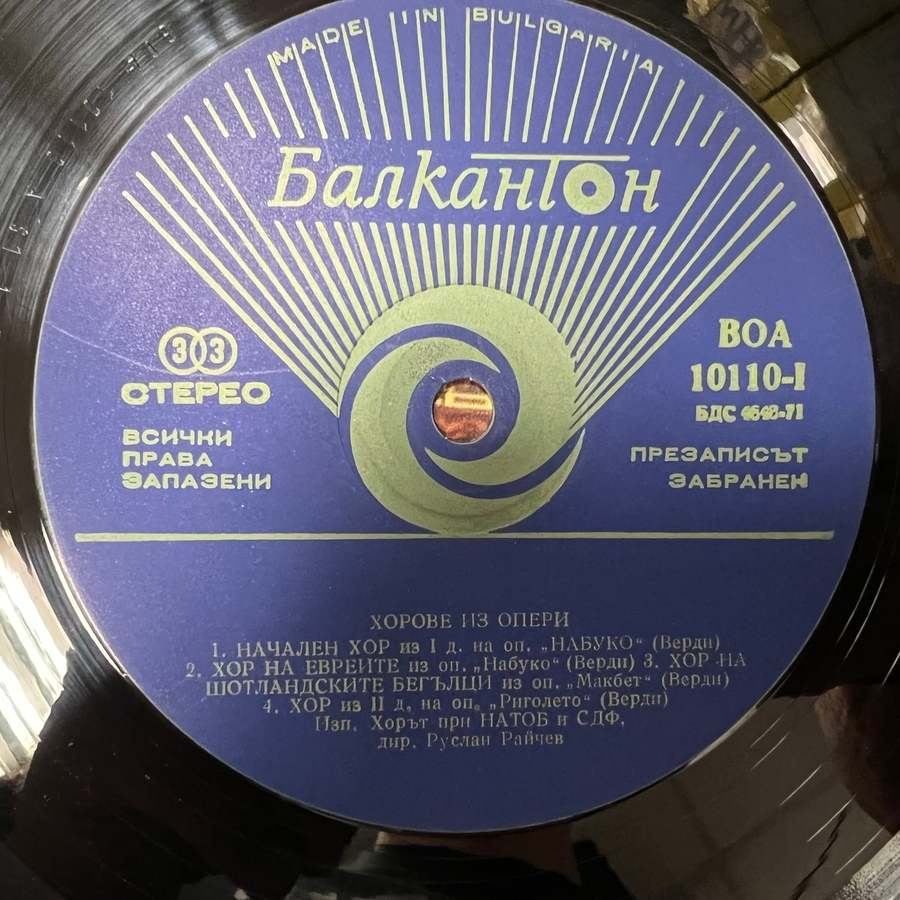 MADE IN BULGARIA
Балкантон
33
СТЕРЕО
ВСИЧКИ
ПРАВА
ЗАПАЗЕНИ
ВОА
10110-I
БДС 4648-71
ПРЕЗАПИСЪТ
ЗАБРАНЕН
ХОРОВЕ ИЗ ОПЕРИ
1. НАЧАЛЕН ХОР из I д. на оп. „НАБУКО“ (Верди)
2. ХОР НА ЕВРЕИТЕ из оп. „Набуко“ (Верди) 3. ХОР НА
ШОТЛАНДСКИТЕ БЕГЪЛЦИ из оп. „Макбет“ (Верди)
4. ХОР из II д. на оп. „Риголето“ (Верди)
Изп. Хорът при НАТОБ и СДФ,
дир. Руслан Райчев